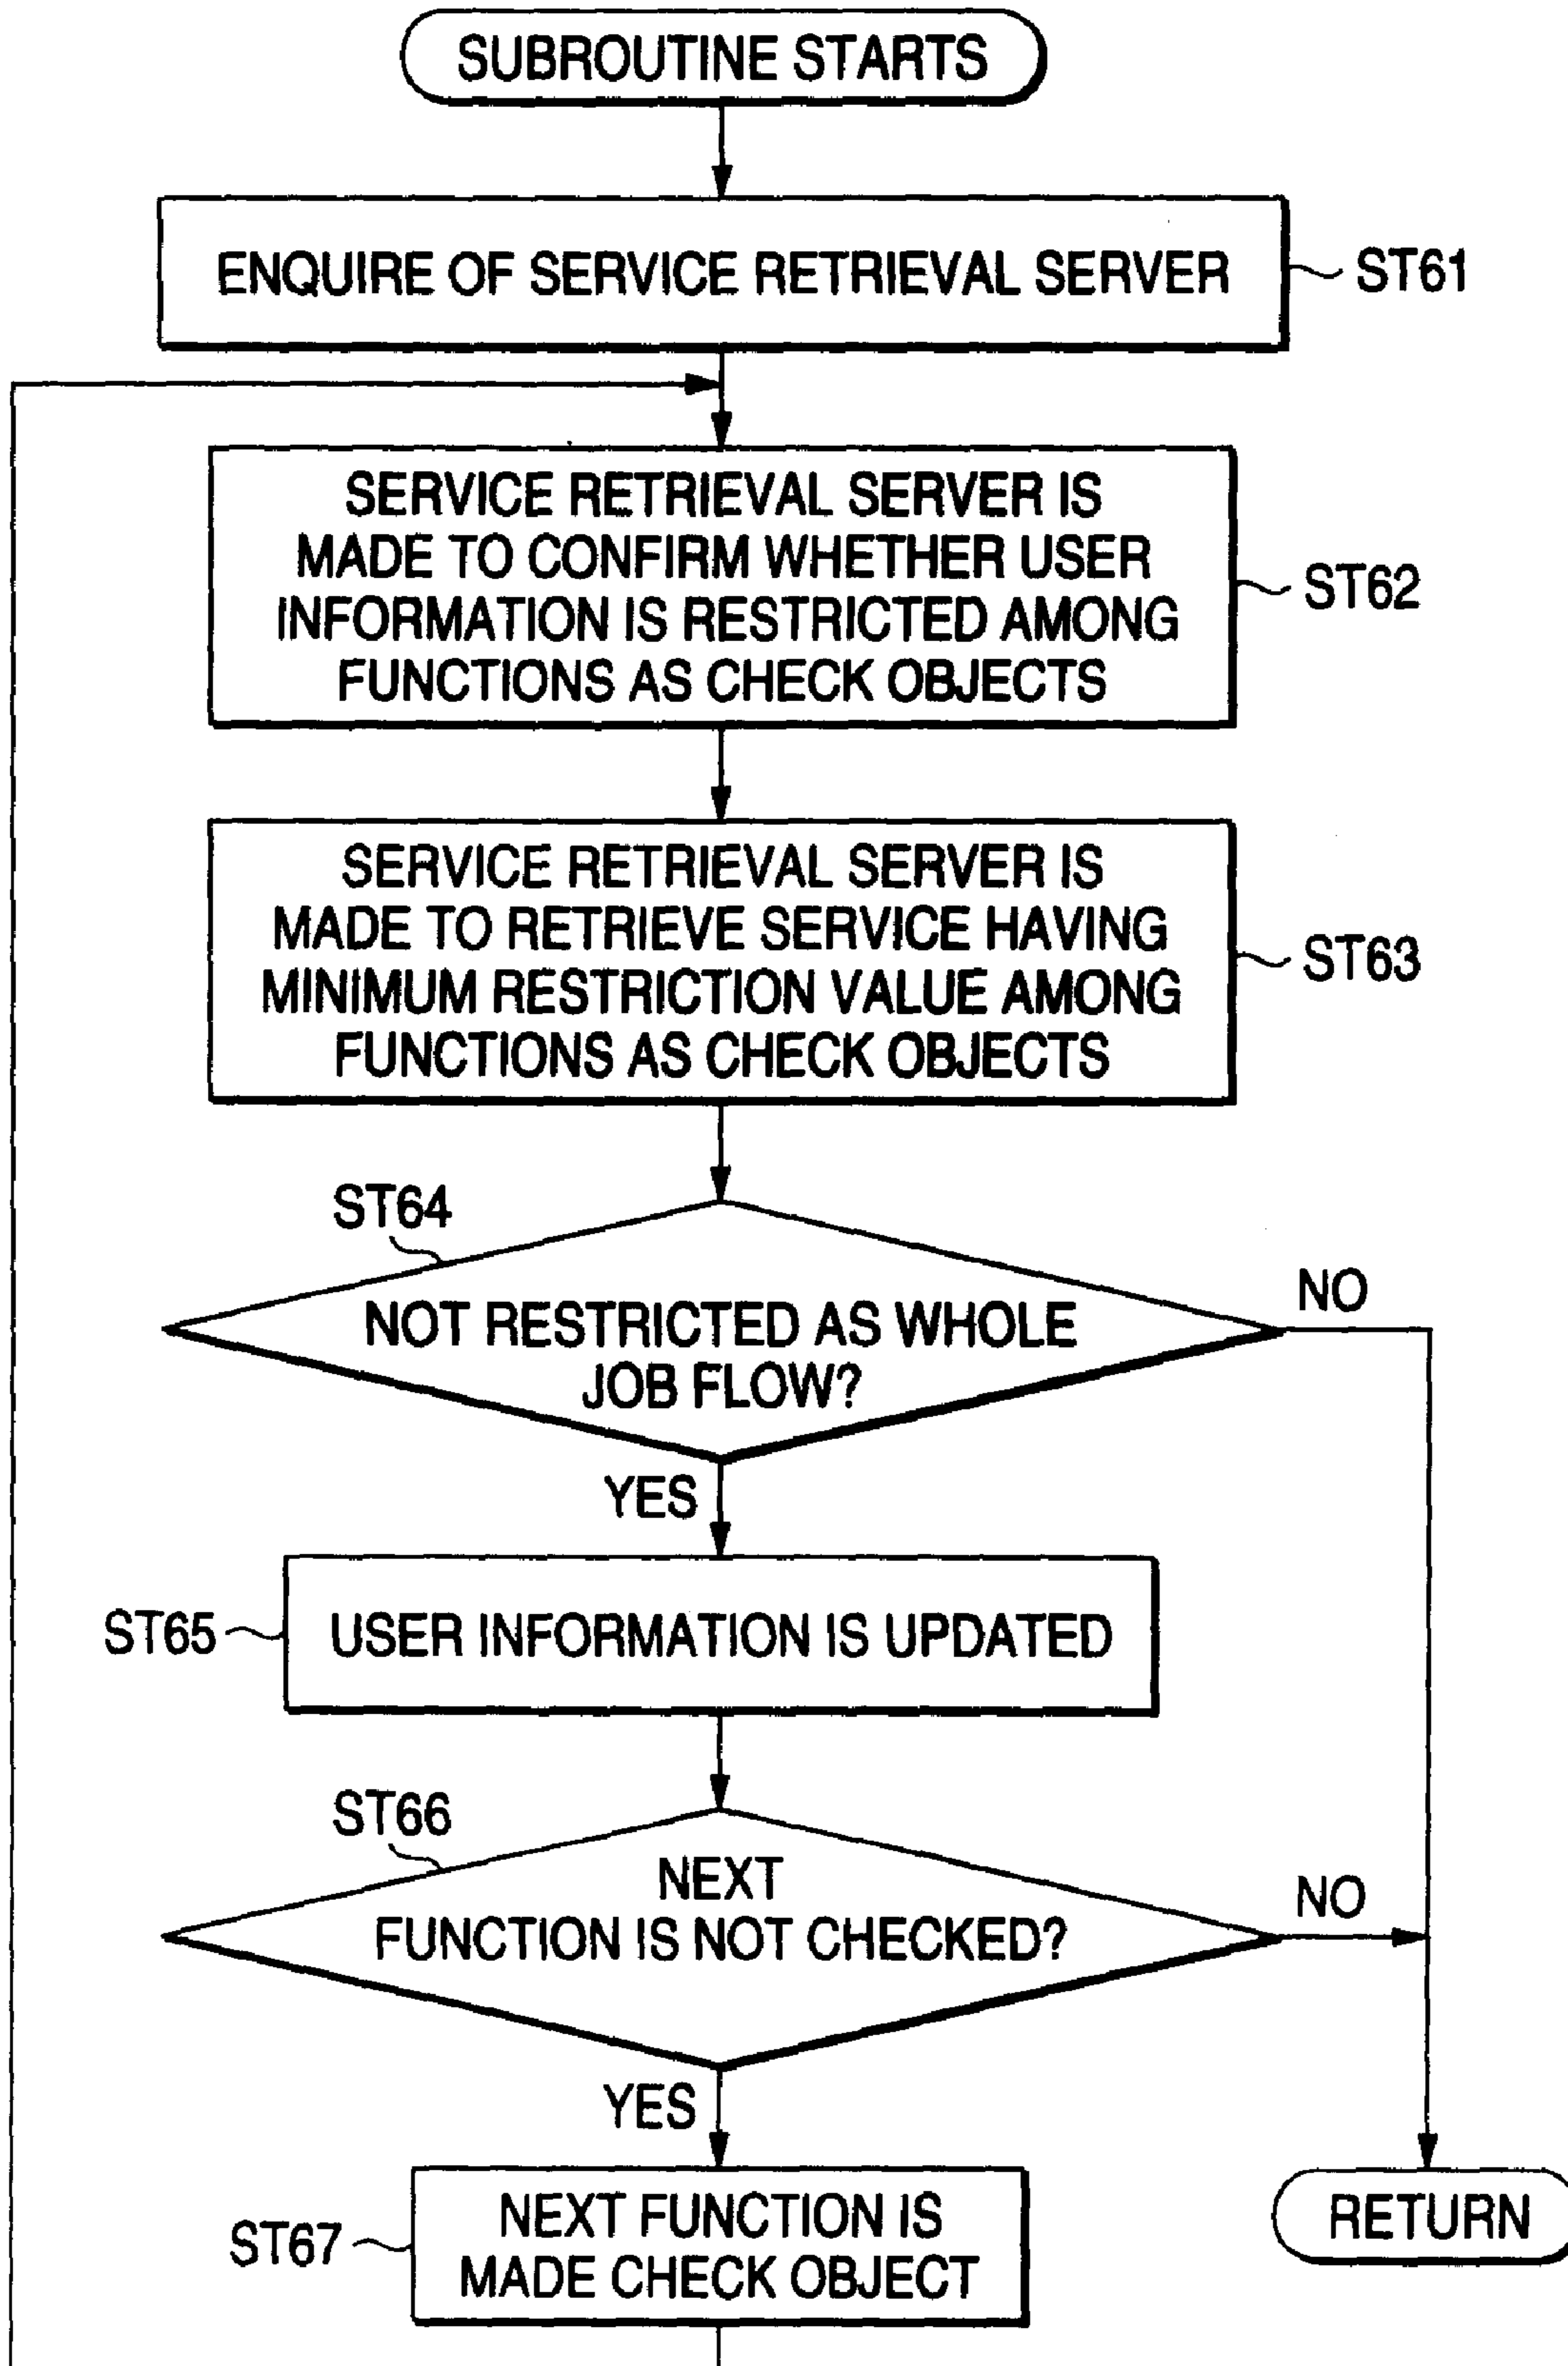 SUBROUTINE STARTS
ENQUIRE OF SERVICE RETRIEVAL SERVER
ST61
SERVICE RETRIEVAL SERVER IS
MADE TO CONFIRM WHETHER USER
INFORMATION IS RESTRICTED AMONG
FUNCTIONS AS CHECK OBJECTS
ST62
SERVICE RETRIEVAL SERVER IS
MADE TO RETRIEVE SERVICE HAVING
MINIMUM RESTRICTION VALUE AMONG
FUNCTIONS AS CHECK OBJECTS
ST63
ST64
NOT RESTRICTED AS WHOLE
JOB FLOW?
NO
YES
ST65
USER INFORMATION IS UPDATED
ST66
NEXT
FUNCTION IS NOT CHECKED?
NO
YES
ST67
NEXT FUNCTION IS
MADE CHECK OBJECT
RETURN